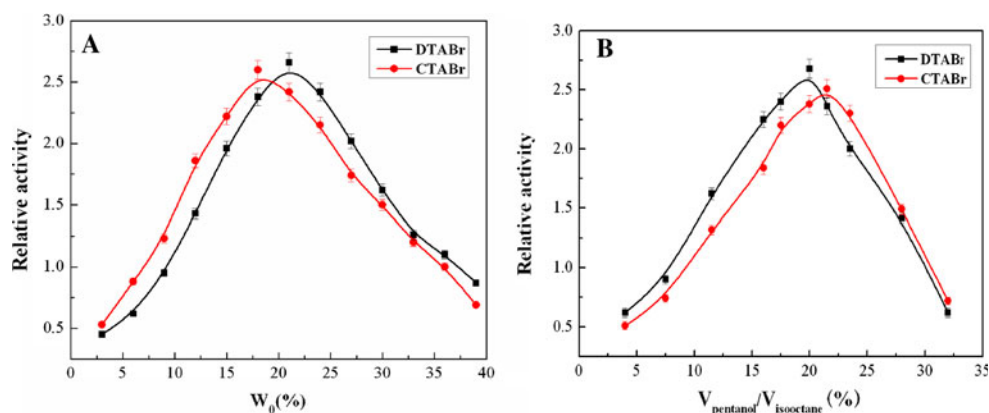 A
DTABr
CTABr
Relative activity
3.0
2.5
2.0
1.5
1.0
0.5
0 5 10 15 20 25 30 35 40
W0(%)
B
DTABr
CTABr
Relative activity
3.0
2.5
2.0
1.5
1.0
0.5
0 5 10 15 20 25 30 35
Vpentanol/Visooctane (%)